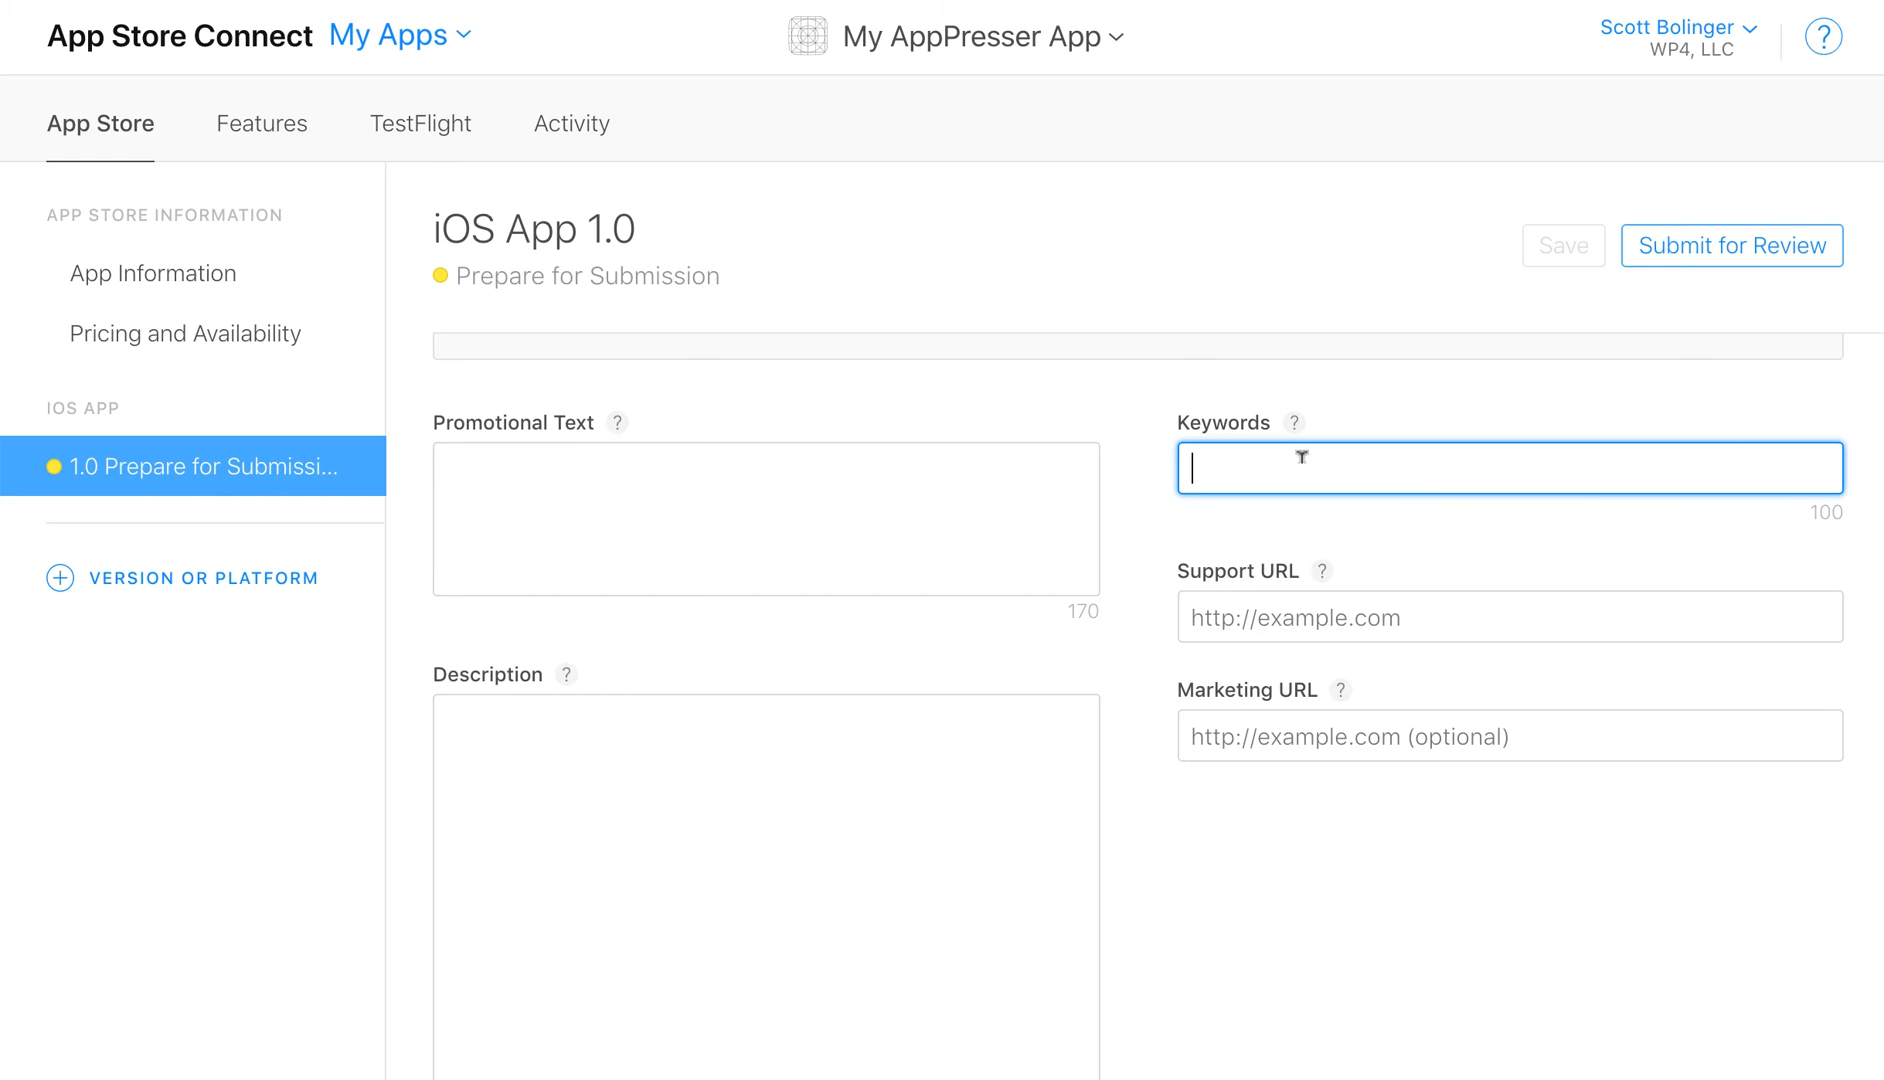 App Store Connect My Apps
My AppPresser App
Scott Bolinger
WP4, LLC
?
App Store Features TestFlight Activity
APP STORE INFORMATION
App Information
Pricing and Availability
IOS APP
1.0 Prepare for Submissi...
+ VERSION OR PLATFORM
iOS App 1.0
Prepare for Submission
Save Submit for Review
Promotional Text ?
170
Description ?
Keywords ?
100
Support URL ?
http://example.com
Marketing URL ?
http://example.com (optional)